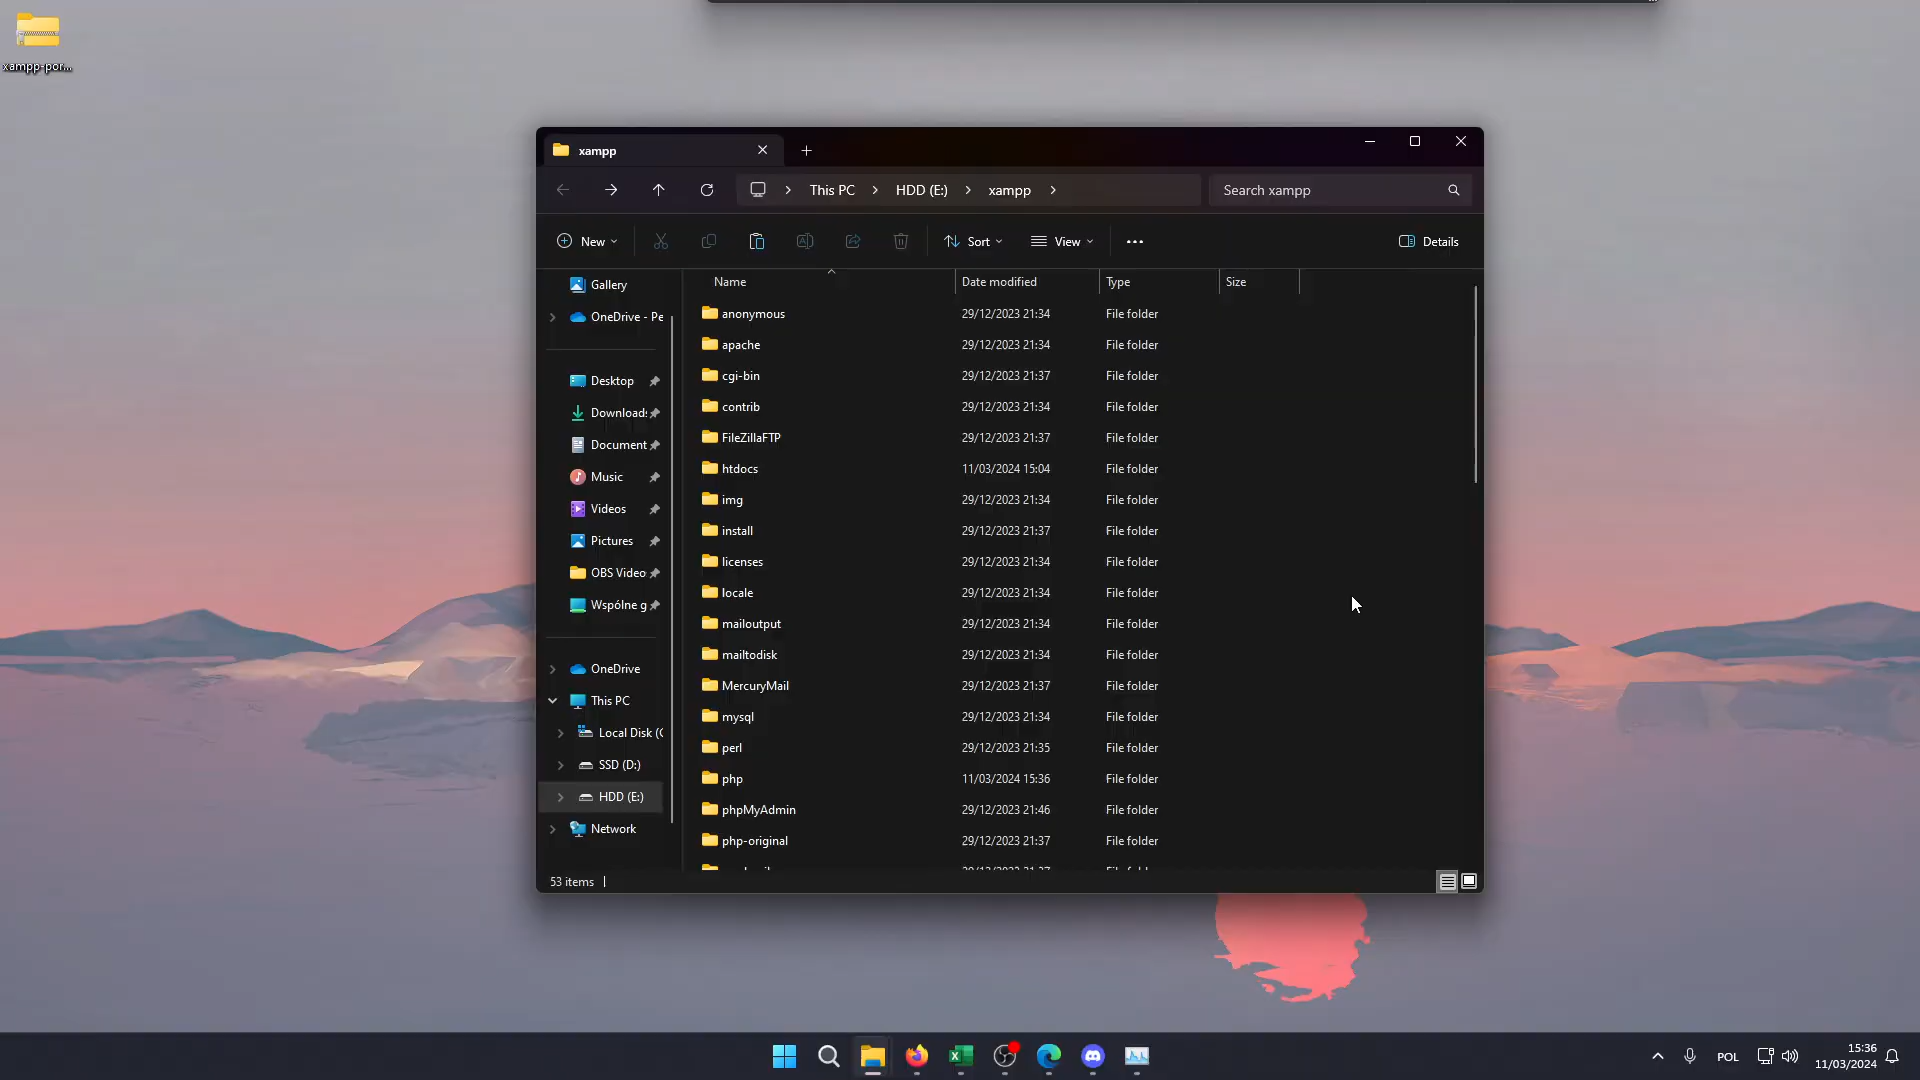 xampp-por...
xampp
This PC
HDD (E:)
xampp
Search xampp
New
Sort
View
Details
Gallery
OneDrive - Pe
Desktop
Download
Document
Music
Videos
Pictures
OBS Video
Wspólne g
OneDrive
This PC
Local Disk (C
SSD (D:)
HDD (E:)
Network
Name Date modified Type Size
anonymous 29/12/2023 21:34 File folder
apache 29/12/2023 21:34 File folder
cgi-bin 29/12/2023 21:37 File folder
contrib 29/12/2023 21:34 File folder
FileZillaFTP 29/12/2023 21:37 File folder
htdocs 11/03/2024 15:04 File folder
img 29/12/2023 21:34 File folder
install 29/12/2023 21:37 File folder
licenses 29/12/2023 21:34 File folder
locale 29/12/2023 21:34 File folder
mailoutput 29/12/2023 21:34 File folder
mailtodisk 29/12/2023 21:34 File folder
MercuryMail 29/12/2023 21:37 File folder
mysql 29/12/2023 21:34 File folder
perl 29/12/2023 21:35 File folder
php 11/03/2024 15:36 File folder
phpMyAdmin 29/12/2023 21:46 File folder
php-original 29/12/2023 21:37 File folder
53 items
POL
15:36
11/03/2024